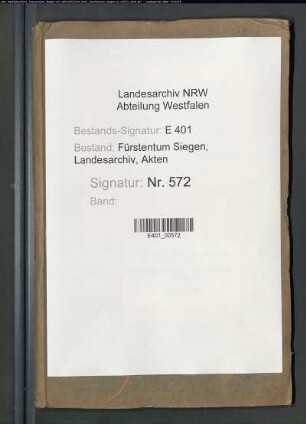 Landesarchiv NRW
Abteilung Westfalen
Bestands-Signatur: E 401
Bestand: Fürstentum Siegen,
Landesarchiv, Akten
Signatur: Nr. 572
Band:
E401_00572